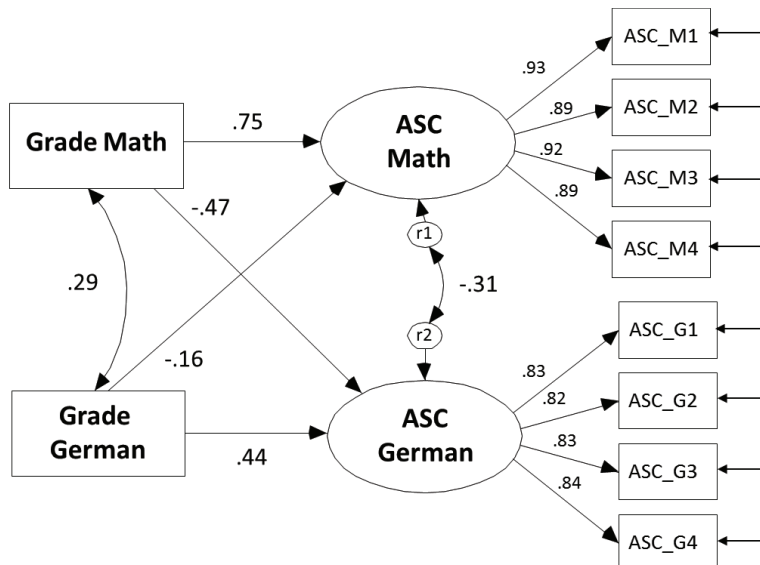 Grade Math
.75
-.47
.29
-.16
Grade
German
.44
ASC
Math
r1
-.31
r2
ASC
German
.93
.89
.92
.89
ASC_M1
ASC_M2
ASC_M3
ASC_M4
.83
.82
.83
.84
ASC_G1
ASC_G2
ASC_G3
ASC_G4